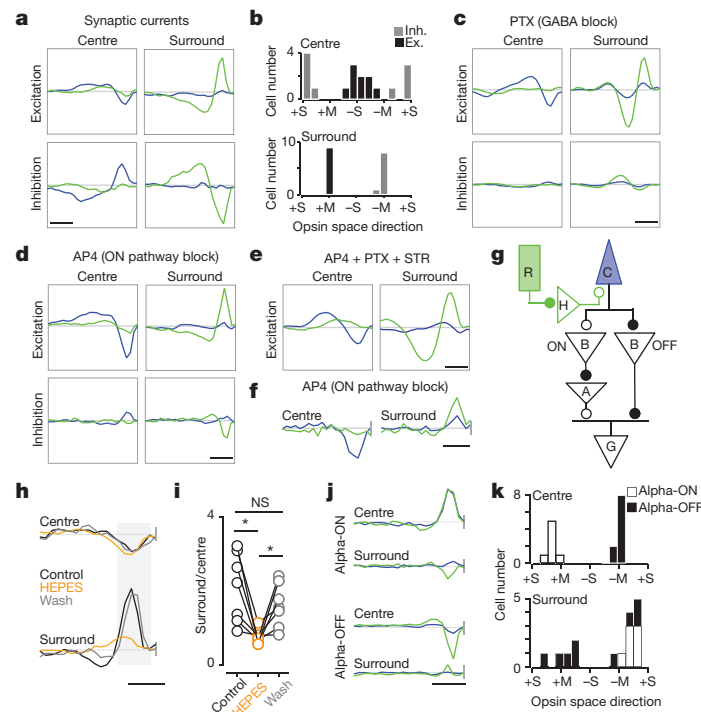 a
Synaptic currents
Centre
Surround
Excitation
Inhibition
b
Inh.
Ex.
Centre
4
0
Cell number
+S
+M
–S
–M
+S
Surround
10
0
Cell number
+S
+M
–S
–M
+S
Opsin space direction
c
PTX (GABA block)
Centre
Surround
Excitation
Inhibition
d
AP4 (ON pathway block)
Centre
Surround
Excitation
Inhibition
e
AP4 + PTX + STR
Excitation
f
AP4 (ON pathway block)
Centre
Surround
g
R
H
C
ON
B
B
OFF
A
G
h
Centre
Control
HEPES
Wash
Surround
i
NS
*
*
4
0
Surround/centre
Control
HEPES
Wash
j
Centre
Surround
Alpha-ON
Centre
Surround
Alpha-OFF
k
Alpha-ON
Alpha-OFF
Centre
8
0
+S
+M
–S
–M
+S
Surround
5
0
Cell number
+S
+M
–S
–M
+S
Opsin space direction